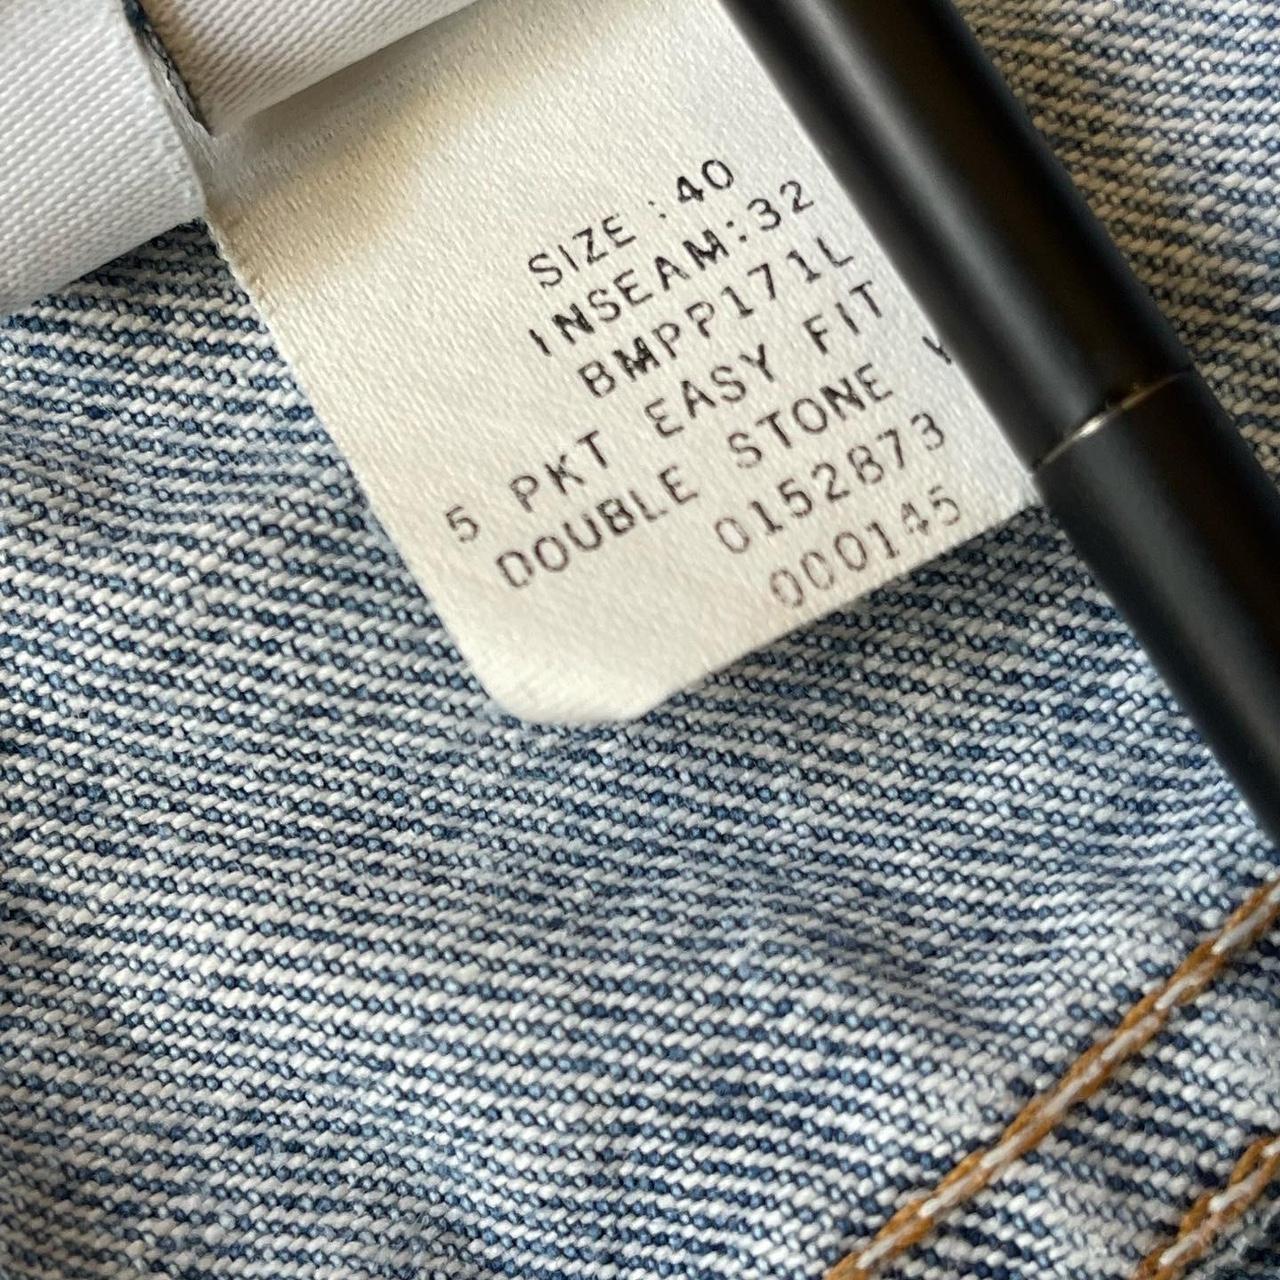 SIZE :40
INSEAM:32
BMPP171L
5 PKT EASY FIT
DOUBLE STONE
0152873
000145